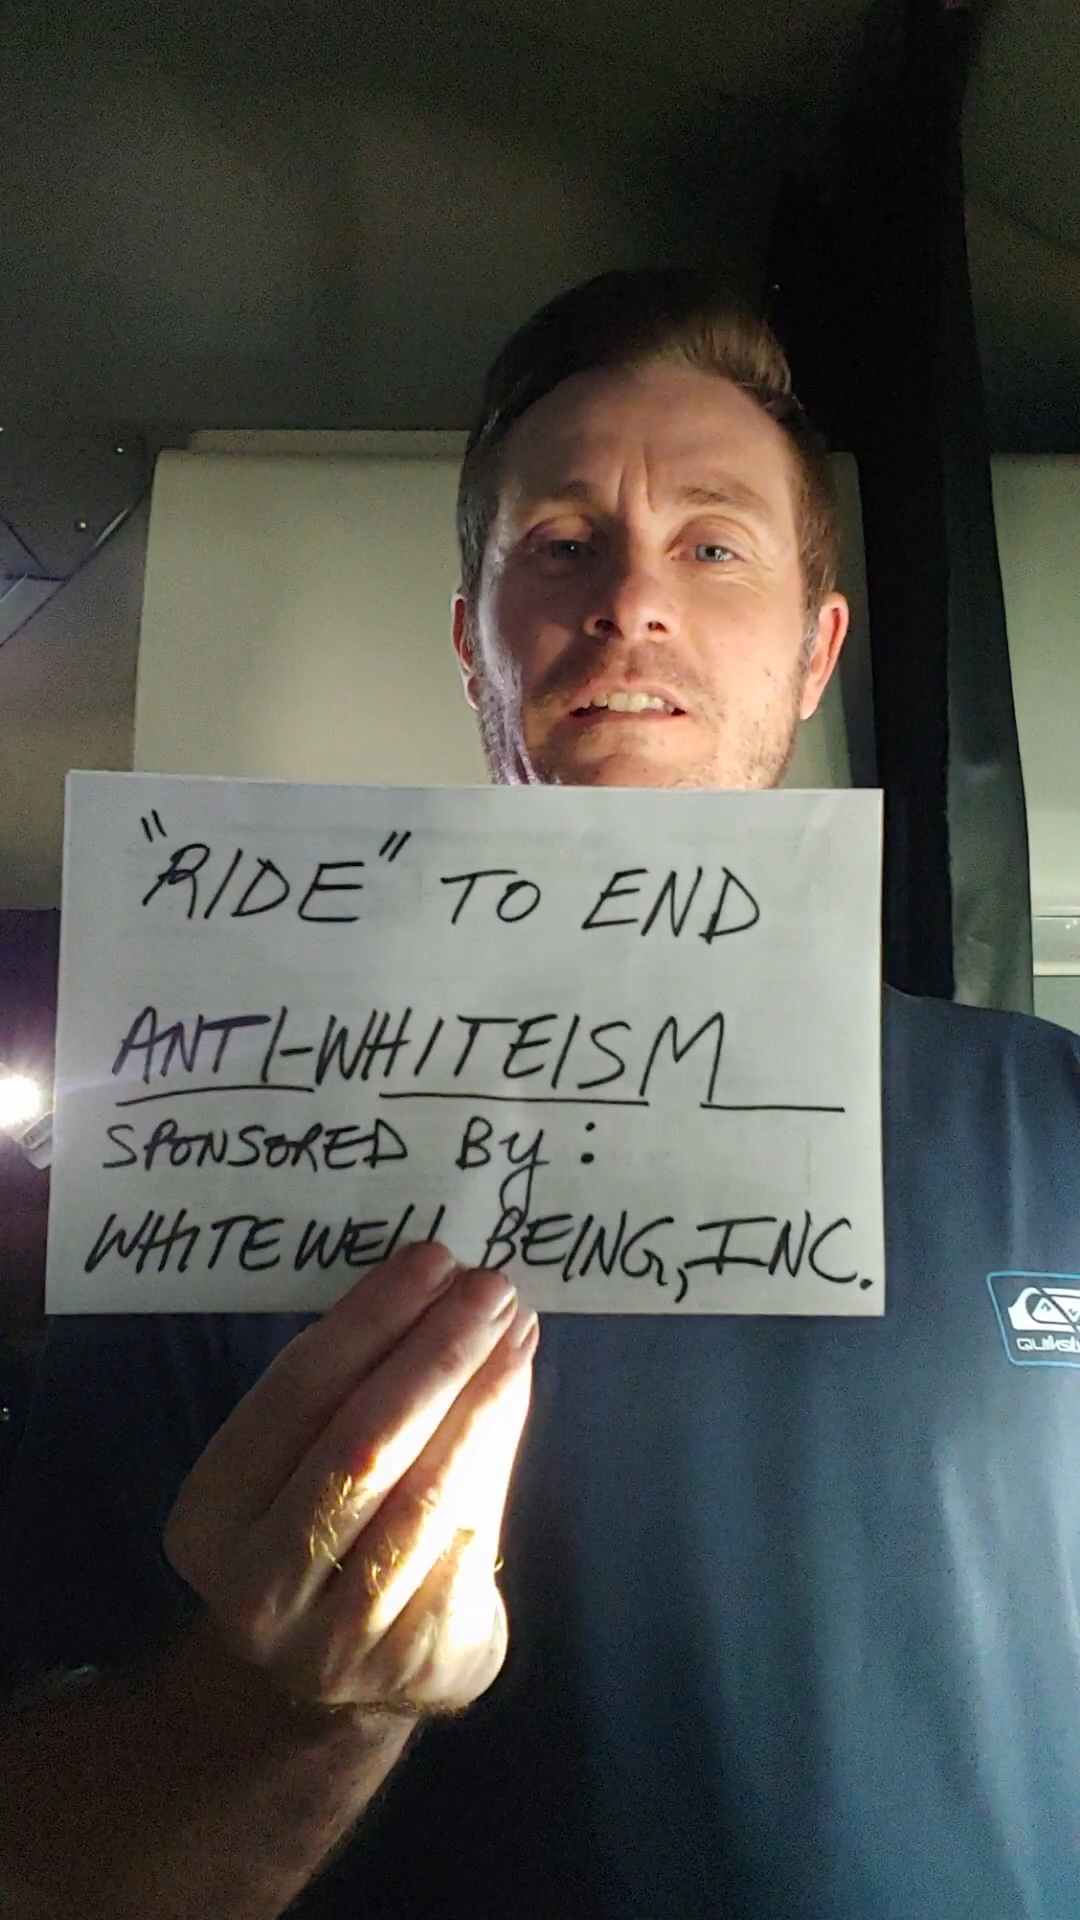 "RIDE" TO END
ANTI-WHITEISM
SPONSORED By:
WHITEWEll BEING, INC.